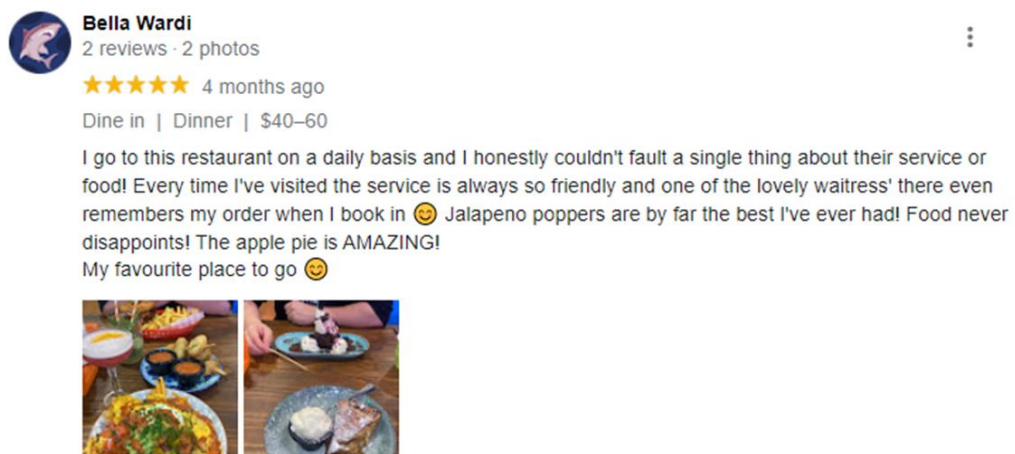 Bella Wardi
2 reviews · 2 photos
★★★★★ 4 months ago
Dine in | Dinner | $40–60
I go to this restaurant on a daily basis and I honestly couldn't fault a single thing about their service or
food! Every time I've visited the service is always so friendly and one of the lovely waitress' there even
remembers my order when I book in 😊 Jalapeno poppers are by far the best I've ever had! Food never
disappoints! The apple pie is AMAZING!
My favourite place to go 😊